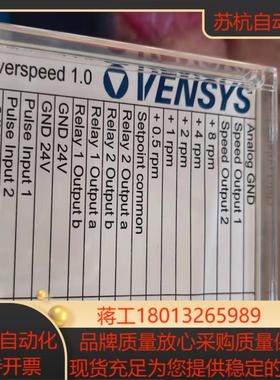 苏杭自动
verspeed 1.0
VENSYS
Analog GND
Speed Output 1
Speed Output 2
+ 8 rpm
+ 4 rpm
+ 2 rpm
+ 1 rpm
+ 0.5 rpm
Setpoint common
Relay 2 Output a
Relay 2 Output b
Relay 1 Output a
Relay 1 Output b
GND 24V
GND 24V
Pulse Input 1
Pulse Input 2
蒋工18013265989
自动化
品牌质量放心采购质量
开票
现货充足为您提供稳定的